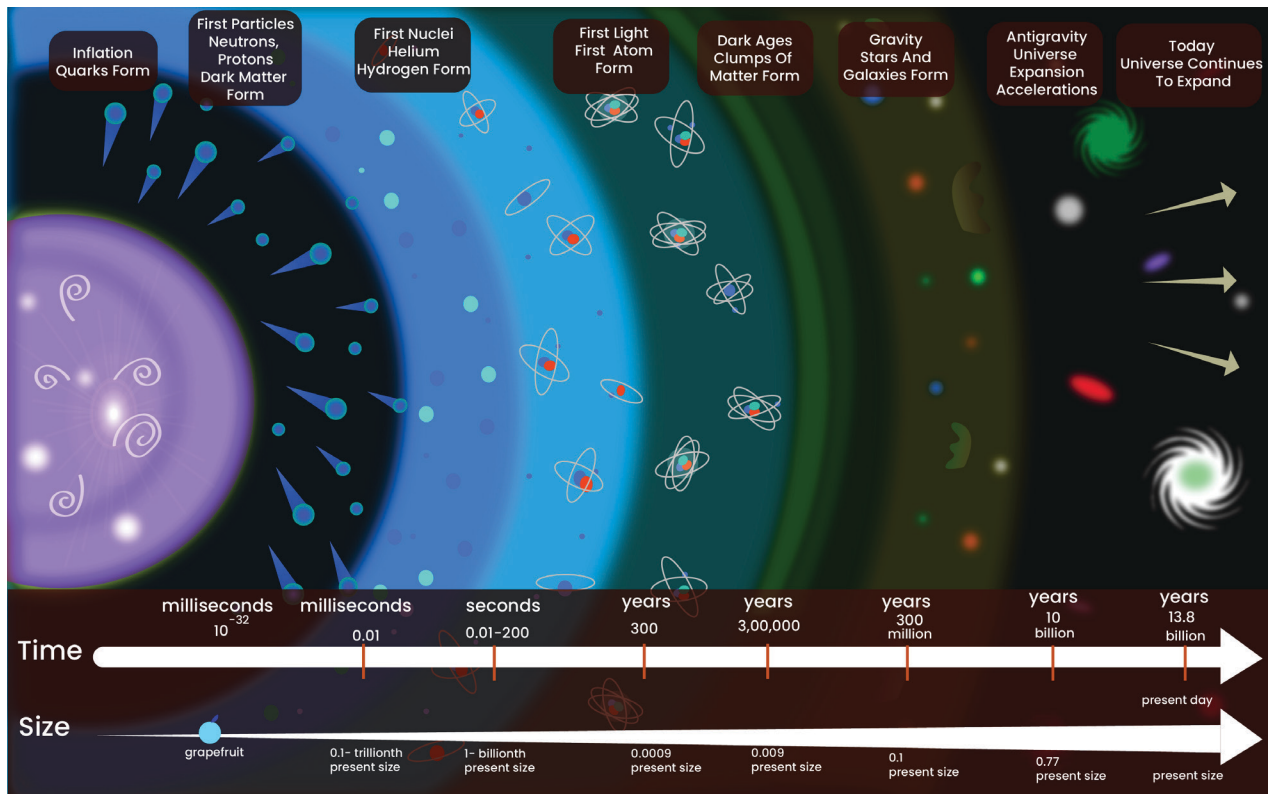 Inflation
Quarks Form
First Particles
Neutrons,
Protons
Dark Matter
Form
First Nuclei
Helium
Hydrogen Form
First Light
First Atom
Form
Dark Ages
Clumps Of
Matter Form
Gravity
Stars And
Galaxies Form
Antigravity
Universe
Expansion
Accelerations
Today
Universe Continues
To Expand
Time
milliseconds
10⁻³²
milliseconds
0.01
seconds
0.01-200
years
300
years
3,00,000
years
300
million
years
10
billion
years
13.8
billion
present day
Size
grapefruit
0.1- trillionth
present size
1- billionth
present size
0.0009
present size
0.009
present size
0.1
present size
0.77
present size
present size